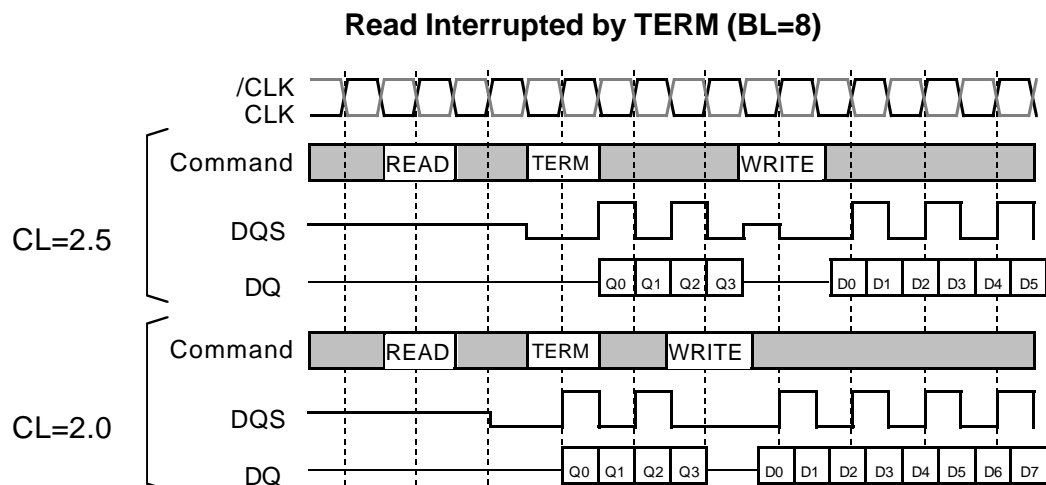 Read Interrupted by TERM (BL=8)
/CLK
CLK
Command READ TERM WRITE
CL=2.5
DQS
DQ Q0 Q1 Q2 Q3 D0 D1 D2 D3 D4 D5
Command READ TERM WRITE
CL=2.0
DQS
DQ Q0 Q1 Q2 Q3 D0 D1 D2 D3 D4 D5 D6 D7